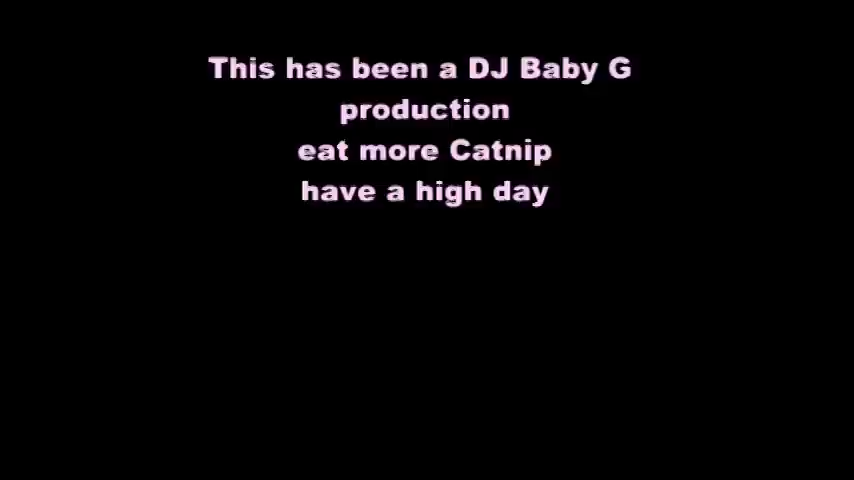 This has been a DJ Baby G
production
eat more Catnip
have a high day